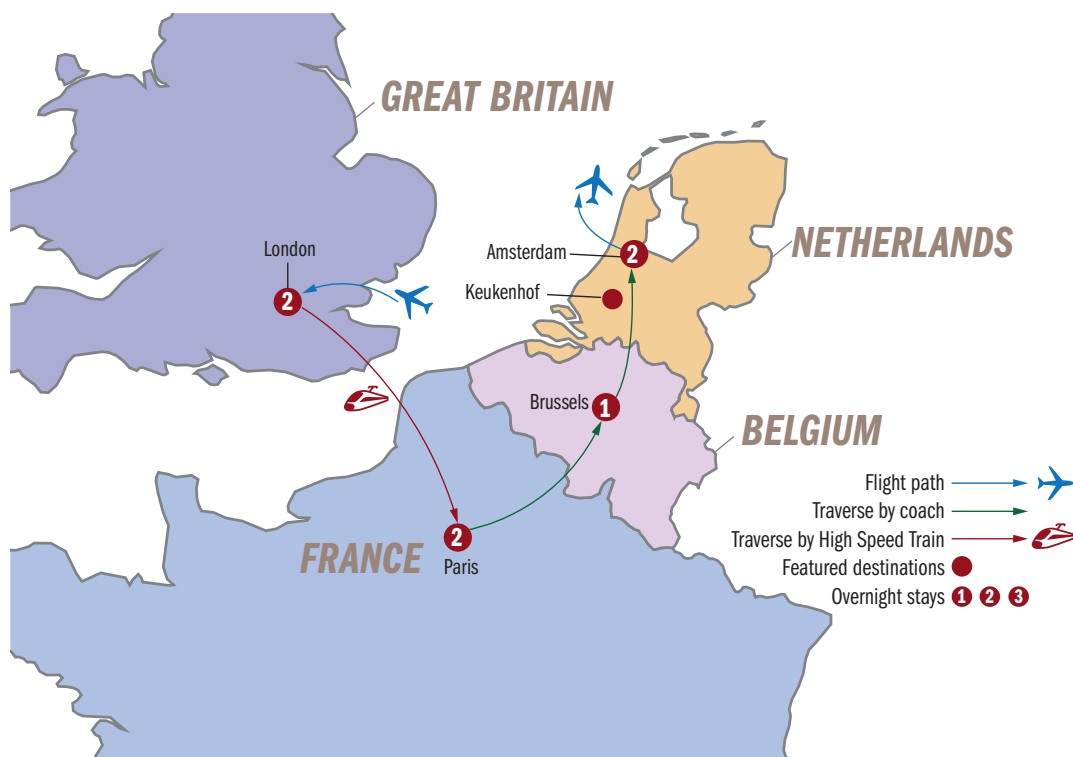 GREAT BRITAIN
London
2
Amsterdam
2
NETHERLANDS
Keukenhof
Brussels
1
BELGIUM
FRANCE
2
Paris
Flight path
Traverse by coach
Traverse by High Speed Train
Featured destinations
Overnight stays 1 2 3